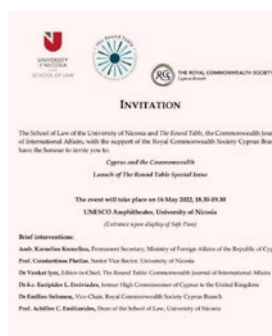 UNIVERSITY
of NICOSIA
SCHOOL OF LAW
The Round Table
RCS
THE ROYAL COMMONWEALTH SOCIETY
Cyprus Branch
INVITATION
The School of Law of the University of Nicosia and The Round Table, the Commonwealth Jour
of International Affairs, with the support of the Royal Commonwealth Society Cyprus Bran
have the honour to invite you to:
Cyprus and the Commonwealth
Launch of The Round Table Special Issue
The event will take place on 16 May 2022, 18.30-19.30
UNESCO Amphitheatre, University of Nicosia
(Entrance upon display of Safe Pass)
Brief interventions:
Amb. Kornelios Korneliou, Permanent Secretary, Ministry of Foreign Affairs of the Republic of Cyp
Prof. Constantinos Phellas, Senior Vice Rector, University of Nicosia
Dr Venkat Iyer, Editor-in-Chief, The Round Table: Commonwealth Journal of International Affairs
Dr h.c. Euripides L. Evriviades, former High Commissioner of Cyprus to the United Kingdom
Dr Emilios Solomou, Vice-Chair, Royal Commonwealth Society Cyprus Branch
Prof. Achilles C. Emilianides, Dean of the School of Law, University of Nicosia